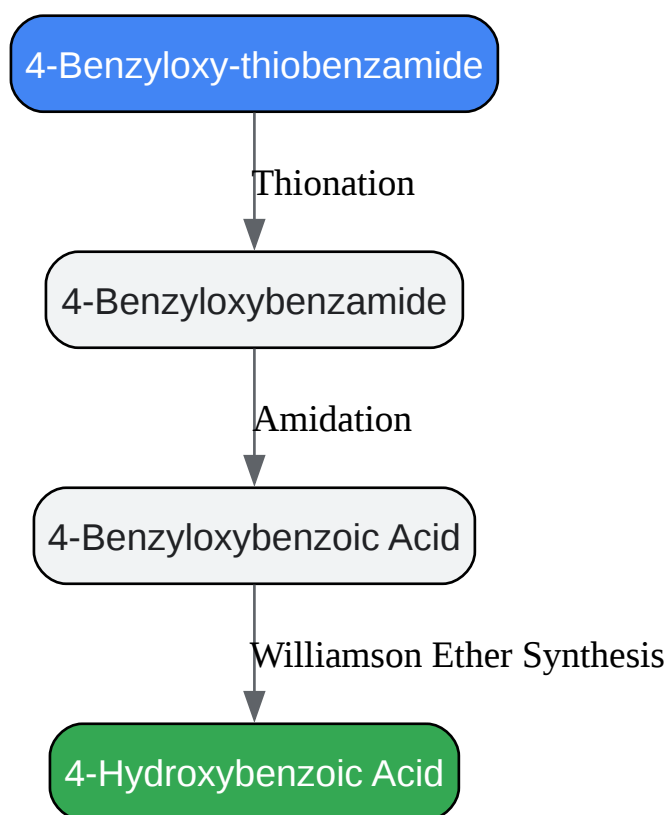 4-Benzyloxy-thiobenzamide
Thionation
4-Benzyloxybenzamide
Amidation
4-Benzyloxybenzoic Acid
Williamson Ether Synthesis
4-Hydroxybenzoic Acid